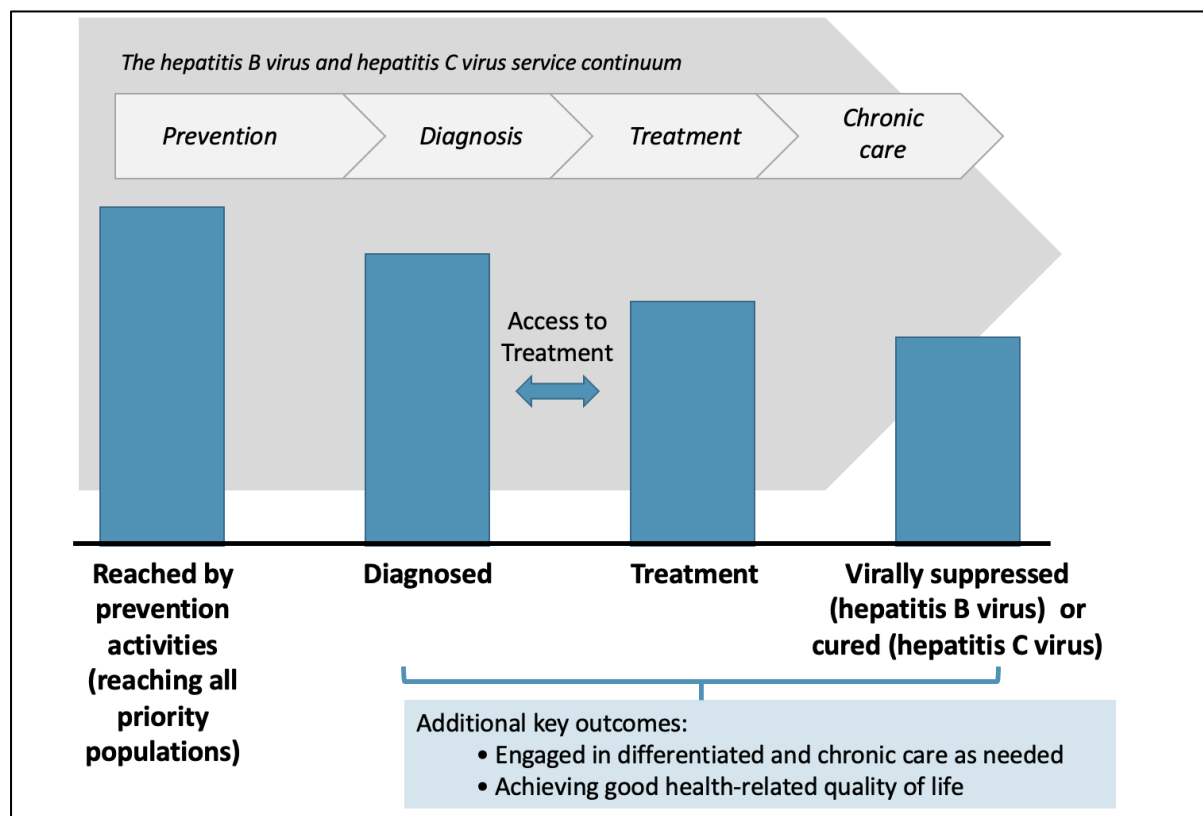 The hepatitis B virus and hepatitis C virus service continuum
Prevention
Diagnosis
Treatment
Chronic
care
Access to
Treatment
Reached by
prevention
activities
(reaching all
priority
populations)
Diagnosed
Treatment
Virally suppressed
(hepatitis B virus)  or
cured (hepatitis C virus)
Additional key outcomes:
• Engaged in differentiated and chronic care as needed
• Achieving good health-related quality of life